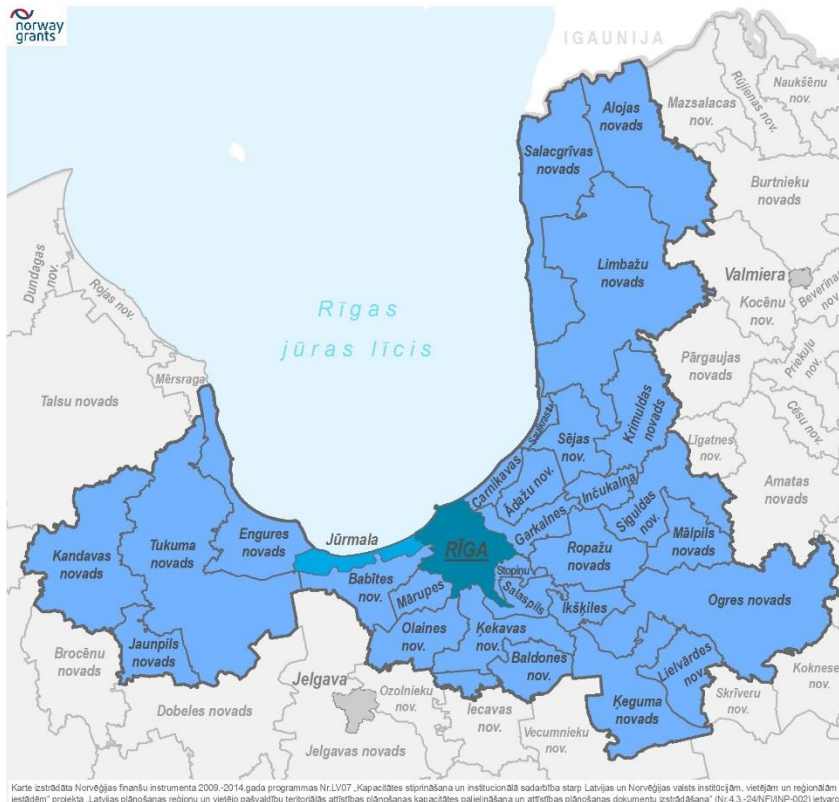 norway
grants
IGAUNIJA
Rūjienas nov.
Naukšēnu
nov.
Mazsalacas
nov.
Alojas
novads
Salacgrīvas
novads
Burtnieku
novads
Dundagas
nov.
Rojas nov.
Limbažu
novads
Valmiera
Kocēnu
nov.
Beverīnas
nov.
Rīgas
jūras līcis
Priekuļu
nov.
Pārgaujas
novads
Mērsraga
Talsu novads
Krimuldas
novads
Cēsu nov.
Saulkrastu
Sējas
nov.
Līgatnes
nov.
Amatas
novads
Carnikavas
Ādažu nov.
Inčukalna
Garkalnes
Siguldas
nov.
Mālpils
novads
Engures
novads
Jūrmala
RĪGA
Tukuma
novads
Kandavas
novads
Ropažu
novads
Babītes
nov.
Stopiņu
Salaspils
Mārupes
Ikšķiles
Ogres novads
Olaines
nov.
Ķekavas
nov.
Jaunpils
novads
Brocēnu
novads
Baldones
nov.
Lielvārdes
nov.
Koknese
nov.
Jelgava
Ozolnieku
nov.
Iecavas
nov.
Ķeguma
novads
Skrīveru
nov.
Dobeles novads
Vecumnieku
nov.
Jelgavas novads
Karte izstrādāta Norvēģijas finanšu instrumenta 2009.-2014.gada programmas Nr.LV07 „Kapacitātes stiprināšana un institucionālā sadarbība starp Latvijas un Norvēģijas valsts institūcijām, vietējām un reģionālām
iestādēm” projekta „Latvijas plānošanas reģionu un vietējo pašvaldību teritoriālās attīstības plānošanas kapacitātes palielināšana un attīstības plānošanas dokumentu izstrādāšana” (Nr.4.3.-24/NFI/INP-002) ietvaros